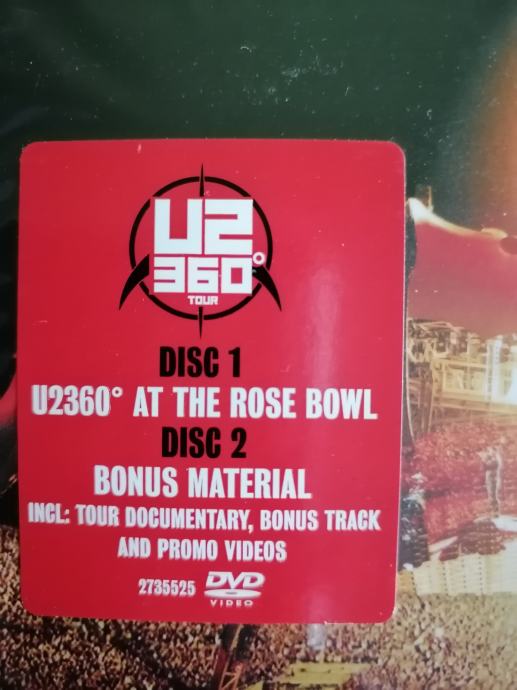 U2
360°
TOUR
DISC 1
U2360° AT THE ROSE BOWL
DISC 2
BONUS MATERIAL
INCL: TOUR DOCUMENTARY, BONUS TRACK
AND PROMO VIDEOS
2735525 DVD
VIDEO